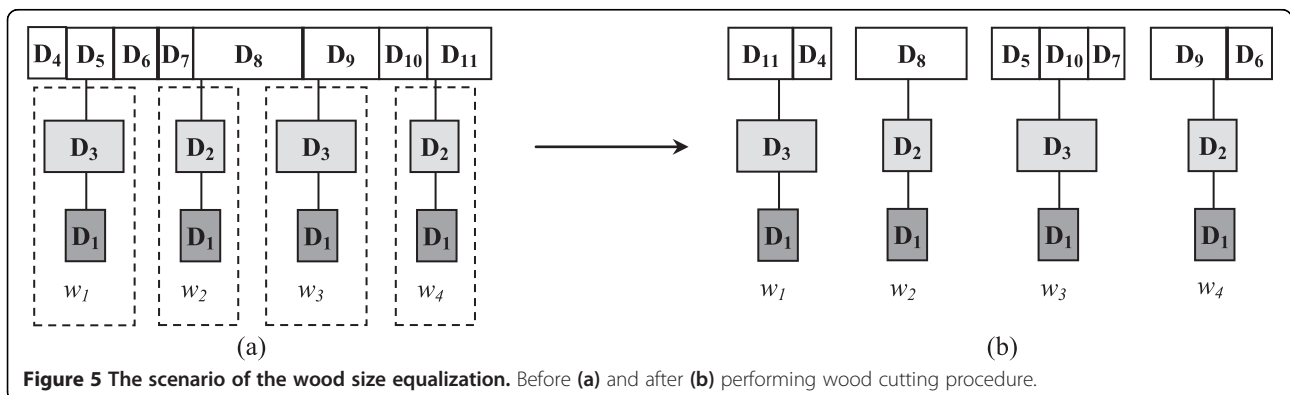 D₄ D₅ D₆ D₇ D₈ D₉ D₁₀ D₁₁ D₁₁ D₄ D₈ D₅ D₁₀ D₇ D₉ D₆
D₃ D₂ D₃ D₂ D₃ D₂ D₃ D₂
D₁ D₁ D₁ D₁ D₁ D₁ D₁ D₁
w₁ w₂ w₃ w₄ w₁ w₂ w₃ w₄
(a) (b)
Figure 5 The scenario of the wood size equalization. Before (a) and after (b) performing wood cutting procedure.